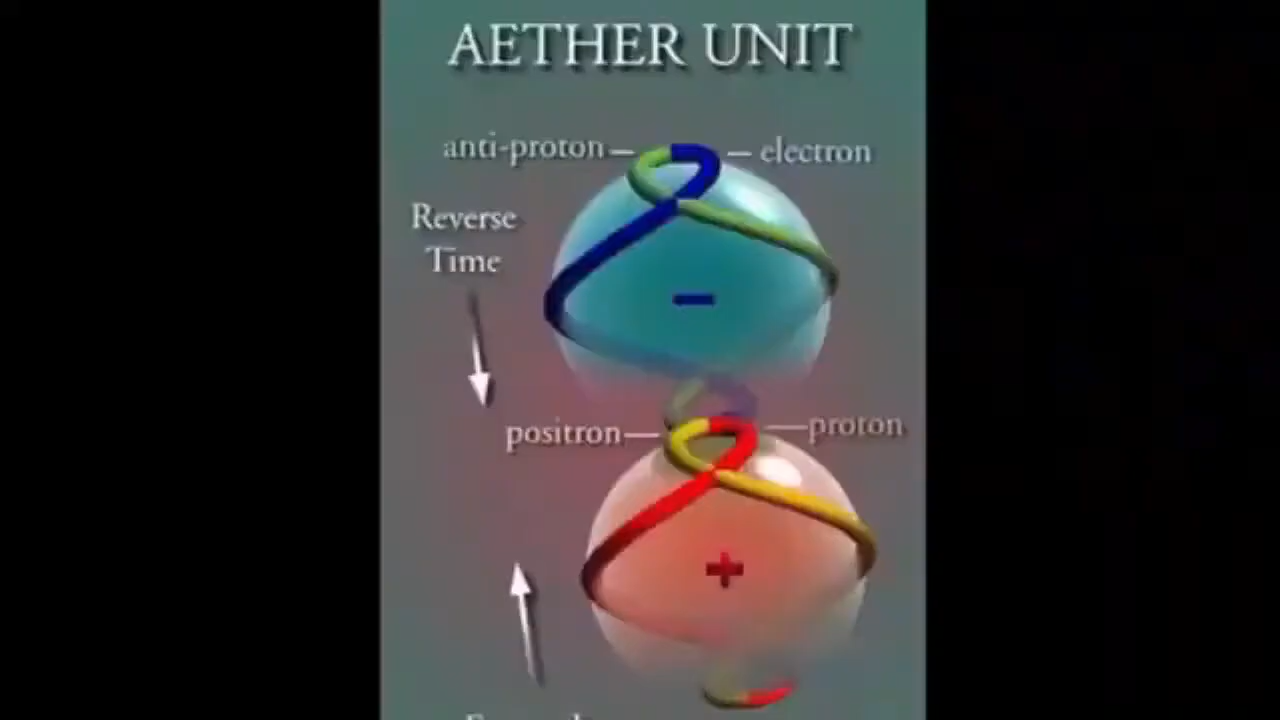 AETHER UNIT
anti-proton
electron
Reverse
Time
−
positron
proton
+